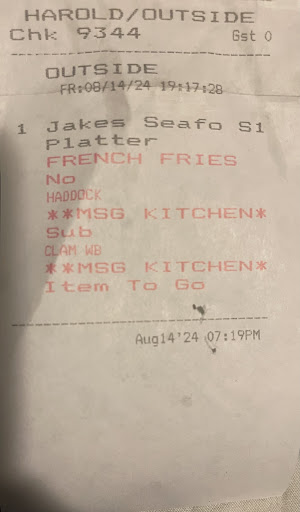 HAROLD/OUTSIDE
Chk 9344 Gst 0
OUTSIDE
FR:08/14/24 19:17:28
1 Jakes Seafo S1
Platter
FRENCH FRIES
No
HADDOCK
**MSG KITCHEN*
Sub
CLAM WB
**MSG KITCHEN*
Item To Go
Aug14'24 07:19PM